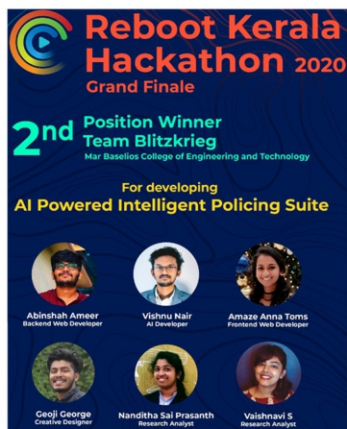 Reboot Kerala
Hackathon 2020
Grand Finale
2nd Position Winner
Team Blitzkrieg
Mar Baselios College of Engineering and Technology
For developing
AI Powered Intelligent Policing Suite
Abinshah Ameer
Backend Web Developer
Vishnu Nair
AI Developer
Amaze Anna Toms
Frontend Web Developer
Geoji George
Creative Designer
Nanditha Sai Prasanth
Research Analyst
Vaishnavi S
Research Analyst